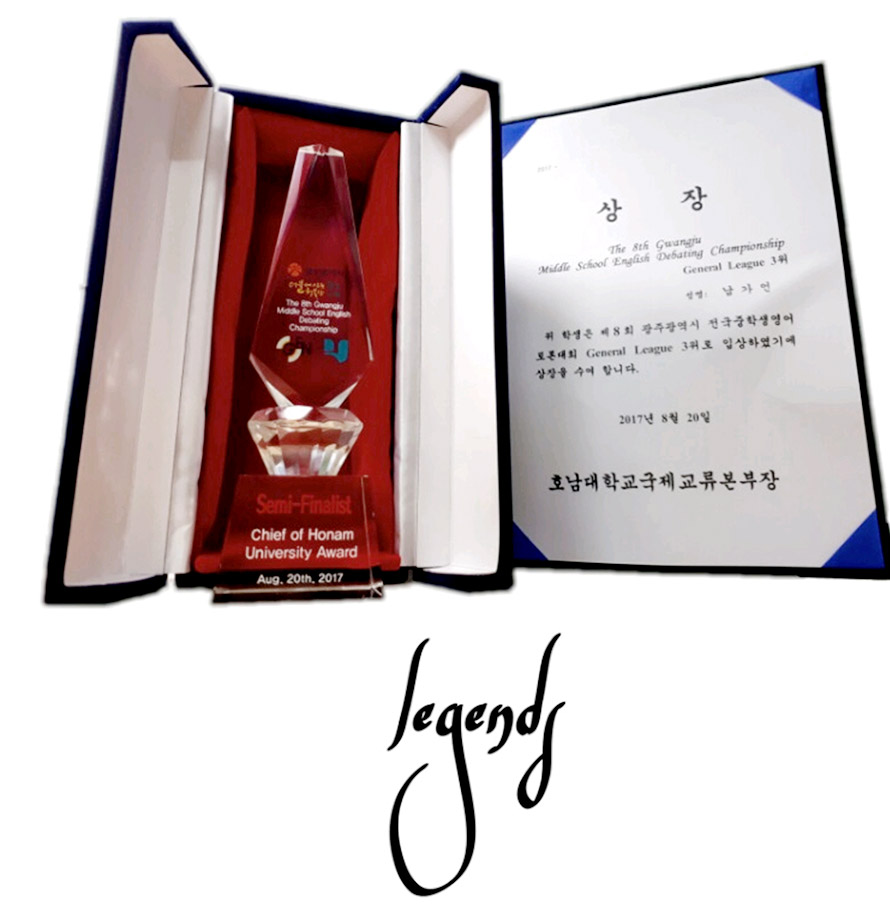 The 8th Gwangju
Middle School English
Debating
Championship
Semi-Finalist
Chief of Honam
University Award
Aug. 20th, 2017
상 장
The 8th Gwangju
Middle School English Debating Championship
General League 3위
성명: 남 가 언
위 학생은 제8회 광주광역시 전국중학생영어
토론대회 General League 3위로 입상하였기에
상장을 수여 합니다.
2017년 8월 20일
호남대학교국제교류본부장
legends